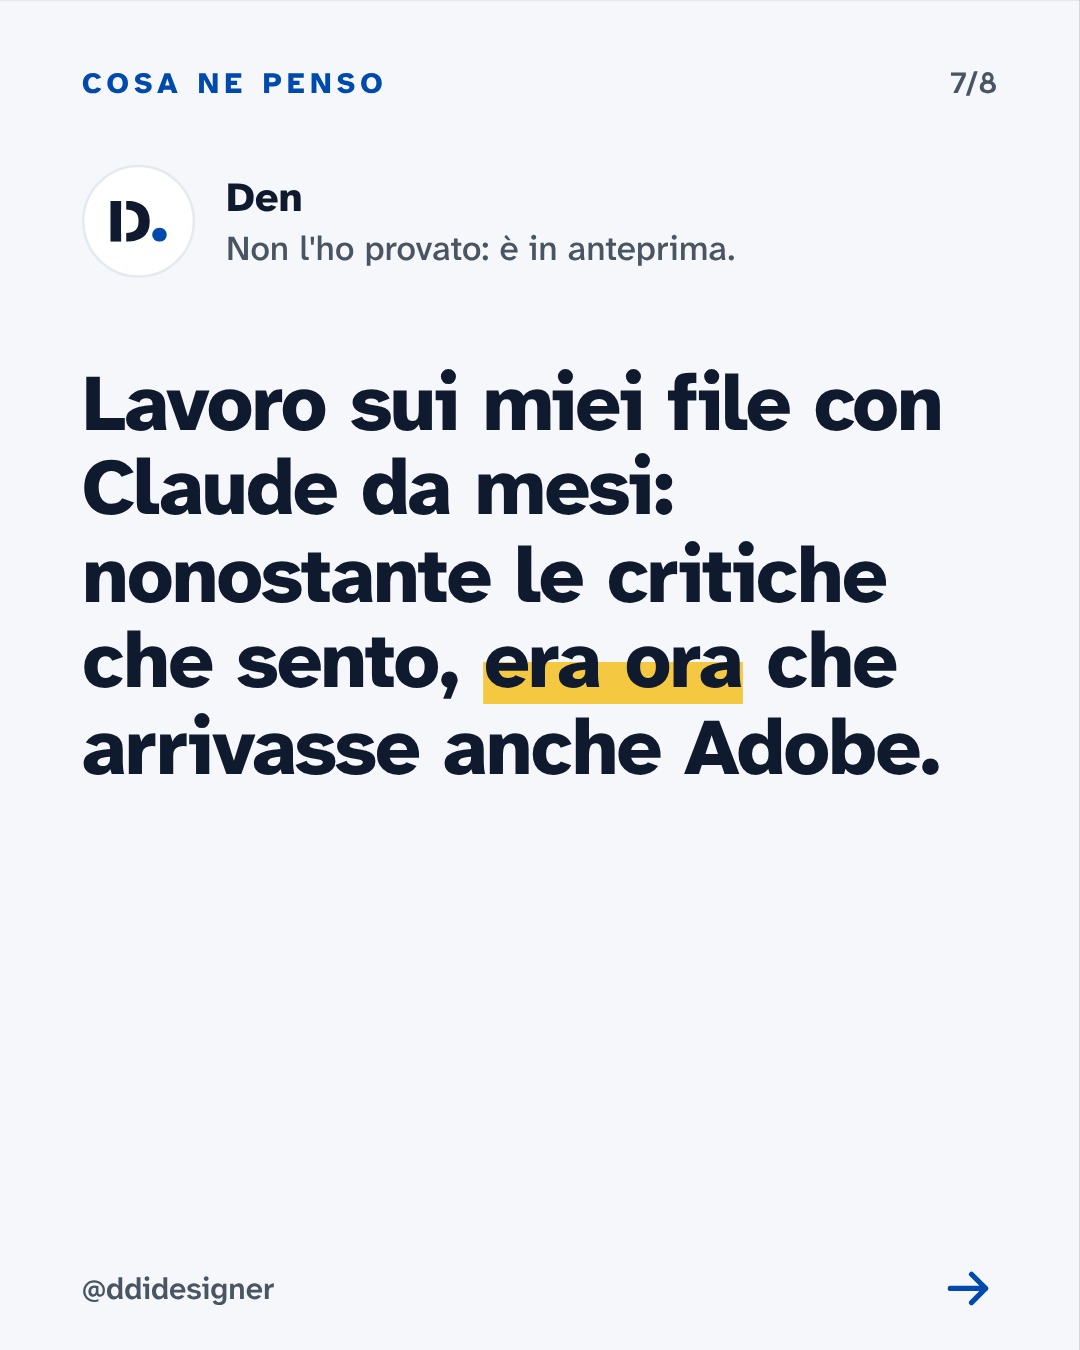 COSA NE PENSO
7/8
D.
Den
Non l'ho provato: è in anteprima.
Lavoro sui miei file con
Claude da mesi:
nonostante le critiche
che sento, era ora che
arrivasse anche Adobe.
@ddidesigner